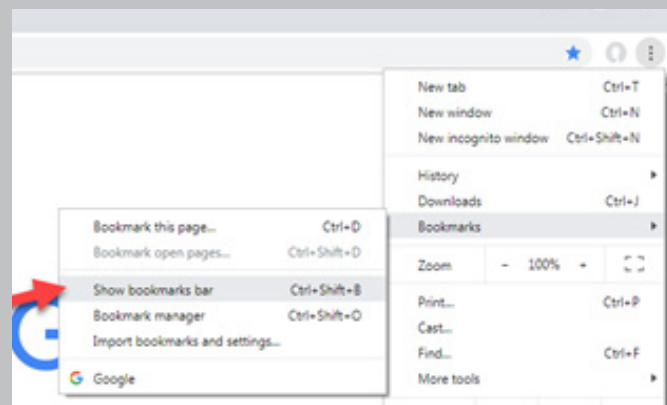 New tab Ctrl+T
New window Ctrl+N
New incognito window Ctrl+Shift+N
History
Downloads Ctrl+J
Bookmarks
Zoom - 100% +
Print... Ctrl+P
Cast...
Find... Ctrl+F
More tools
Bookmark this page... Ctrl+D
Bookmark open pages... Ctrl+Shift+D
Show bookmarks bar Ctrl+Shift+B
Bookmark manager Ctrl+Shift+O
Import bookmarks and settings...
G Google
G